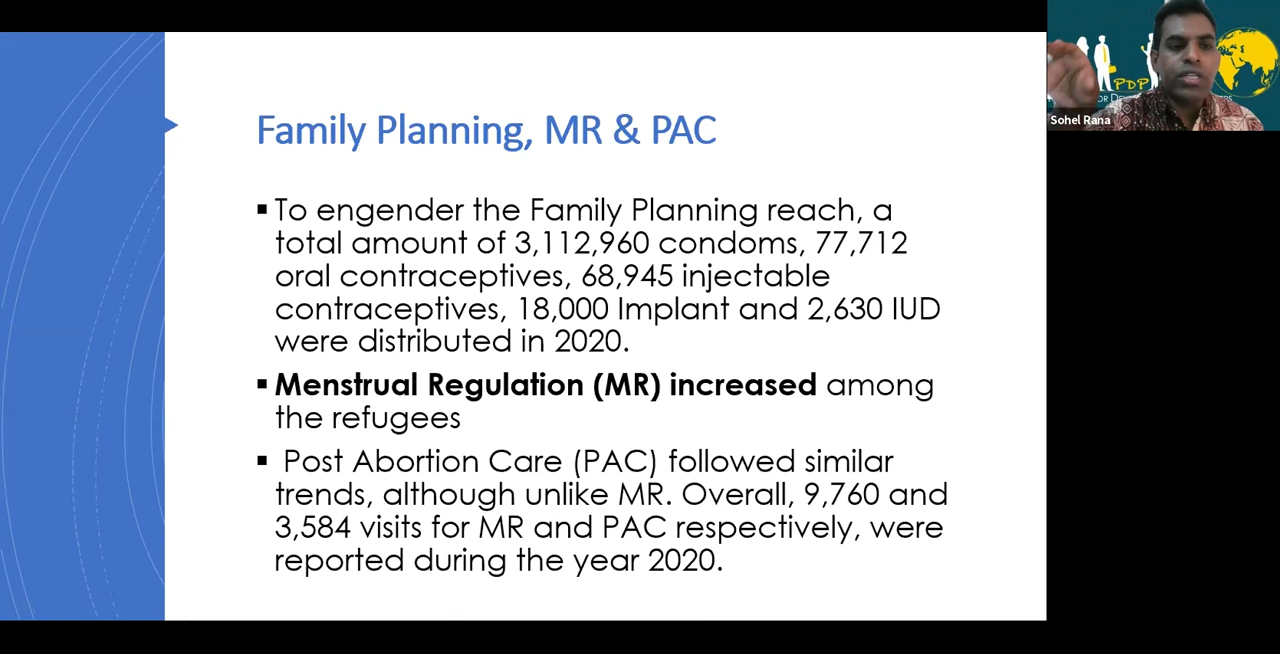 Family Planning, MR & PAC
▪ To engender the Family Planning reach, a
total amount of 3,112,960 condoms, 77,712
oral contraceptives, 68,945 injectable
contraceptives, 18,000 Implant and 2,630 IUD
were distributed in 2020.
▪ Menstrual Regulation (MR) increased among
the refugees
▪ Post Abortion Care (PAC) followed similar
trends, although unlike MR. Overall, 9,760 and
3,584 visits for MR and PAC respectively, were
reported during the year 2020.
PDP
Sohel Rana